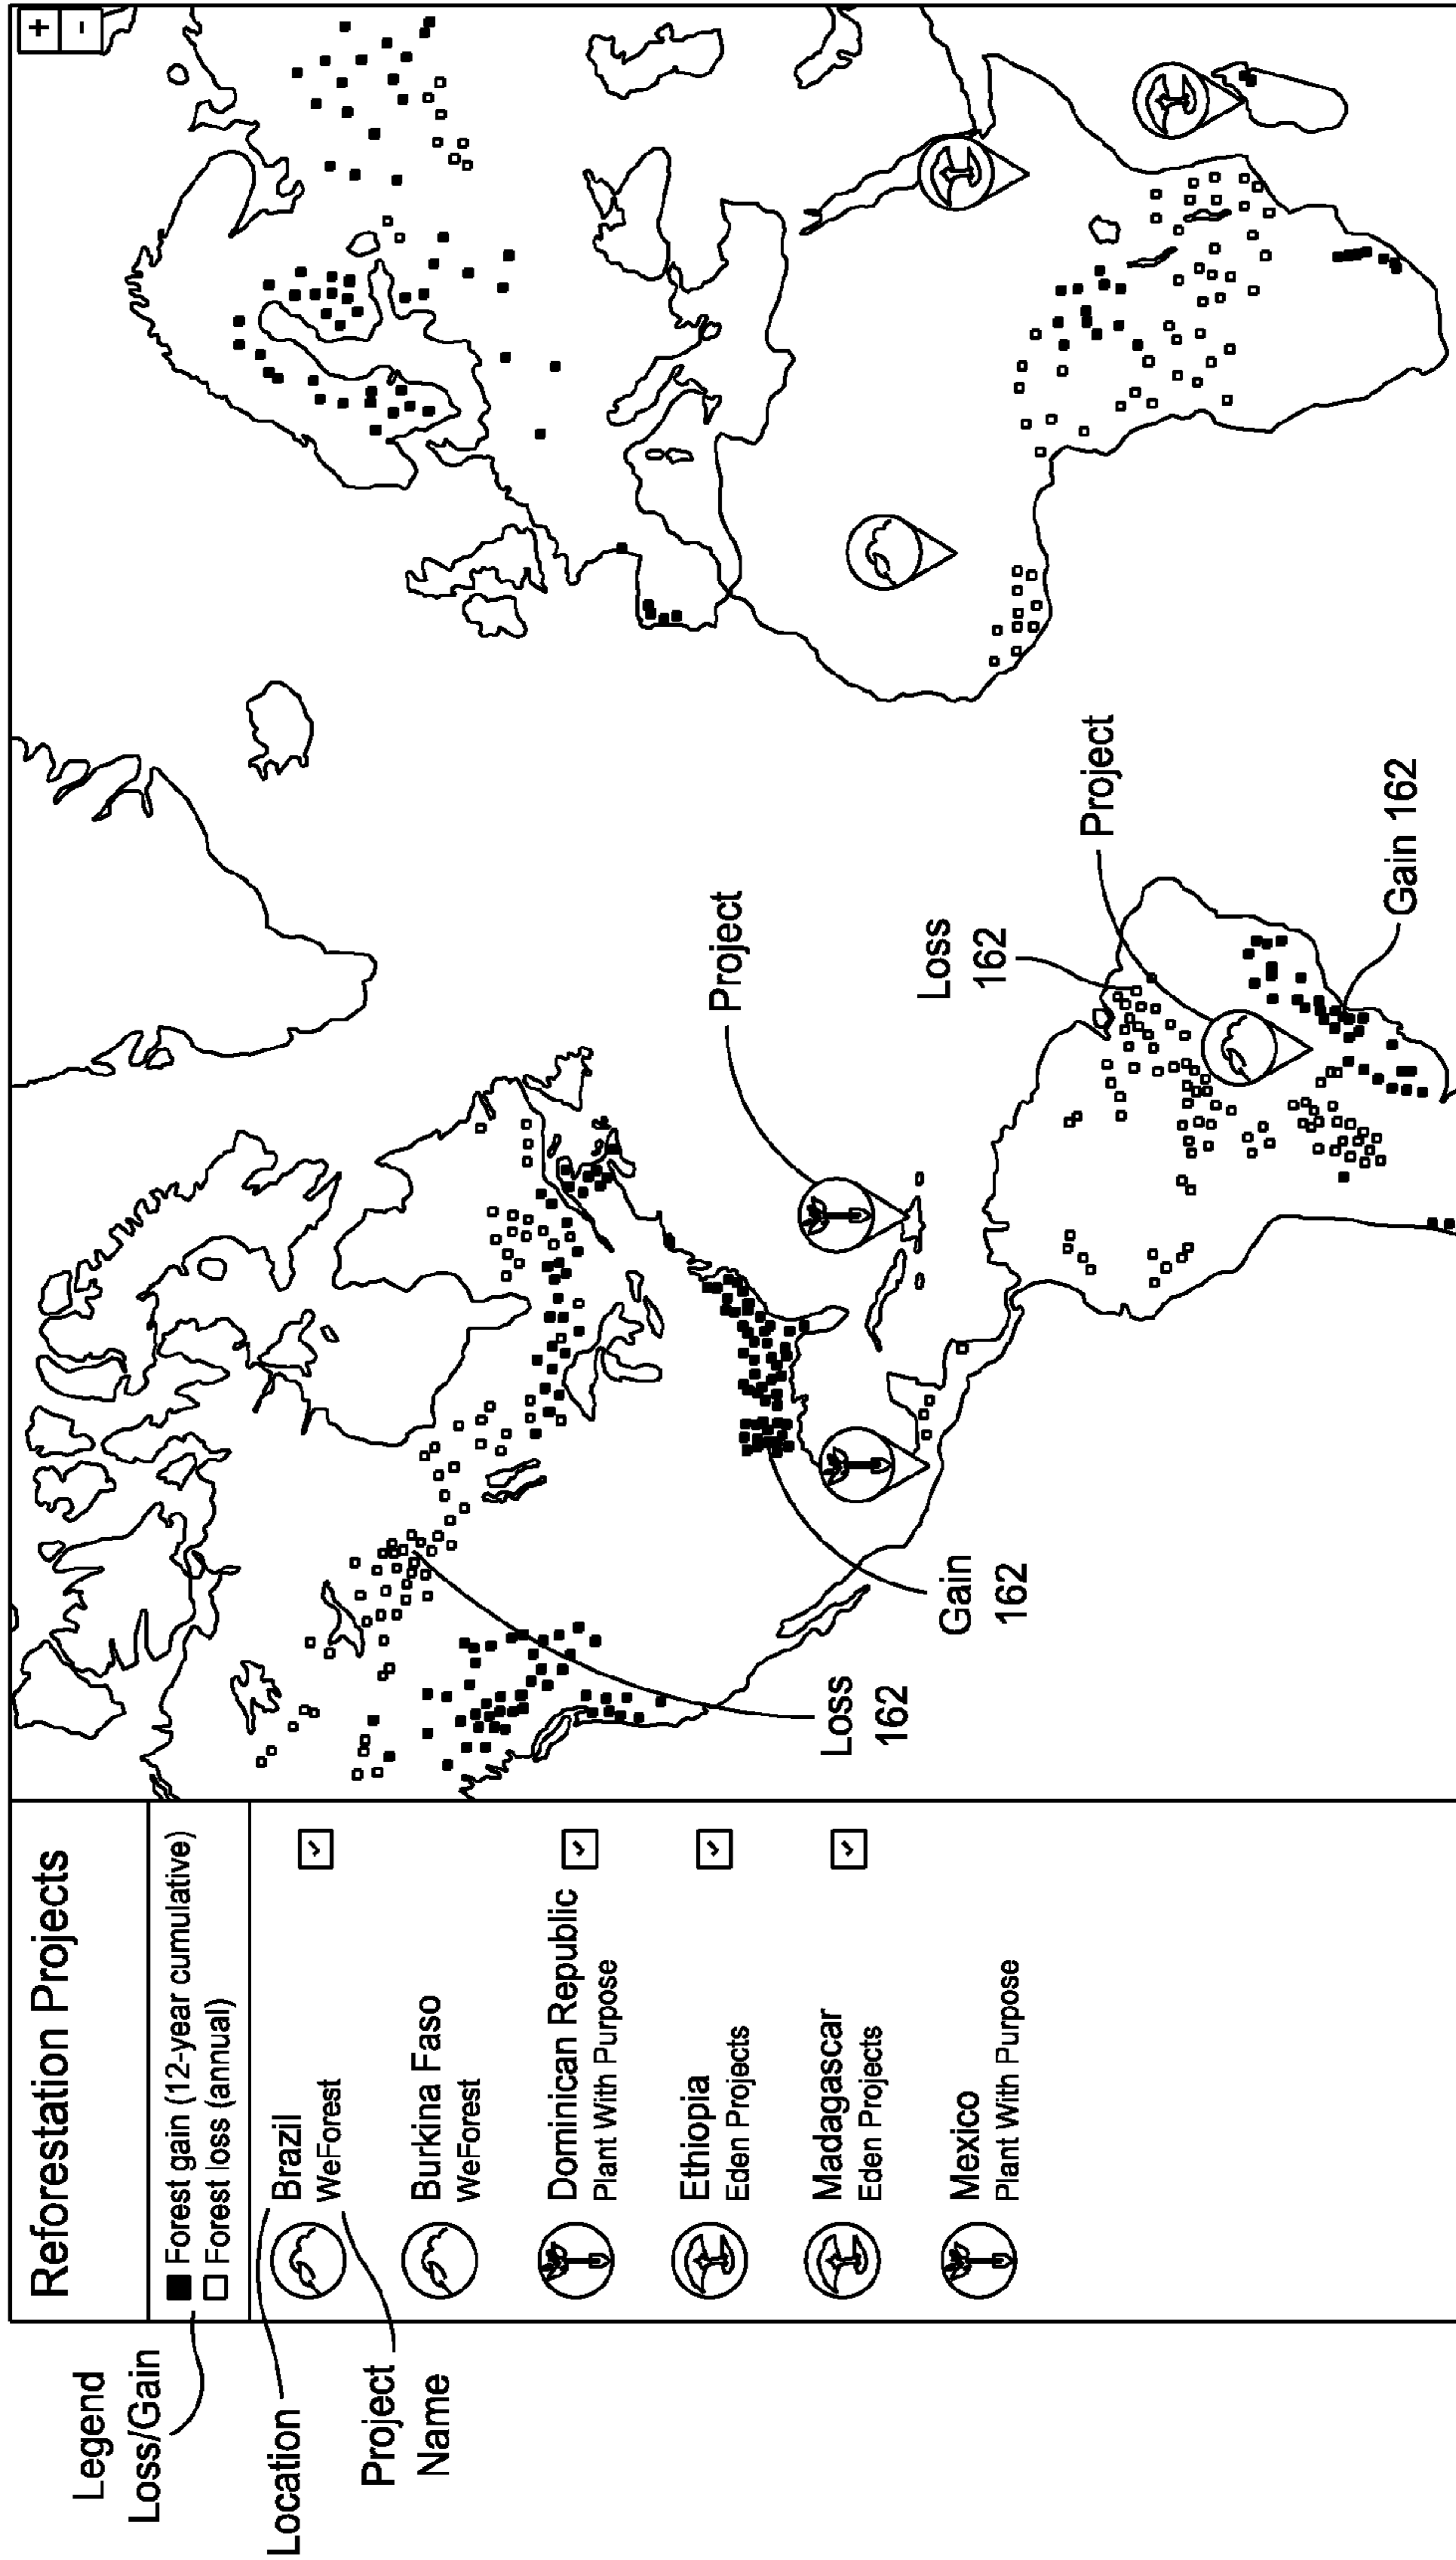 Legend
Loss/Gain
Location
Project
Name
Reforestation Projects
Forest gain (12-year cumulative)
Forest loss (annual)
Brazil
WeForest
Burkina Faso
WeForest
Dominican Republic
Plant With Purpose
Ethiopia
Eden Projects
Madagascar
Eden Projects
Mexico
Plant With Purpose
+
-
Loss
162
Gain
162
Project
Loss
162
Project
Gain 162